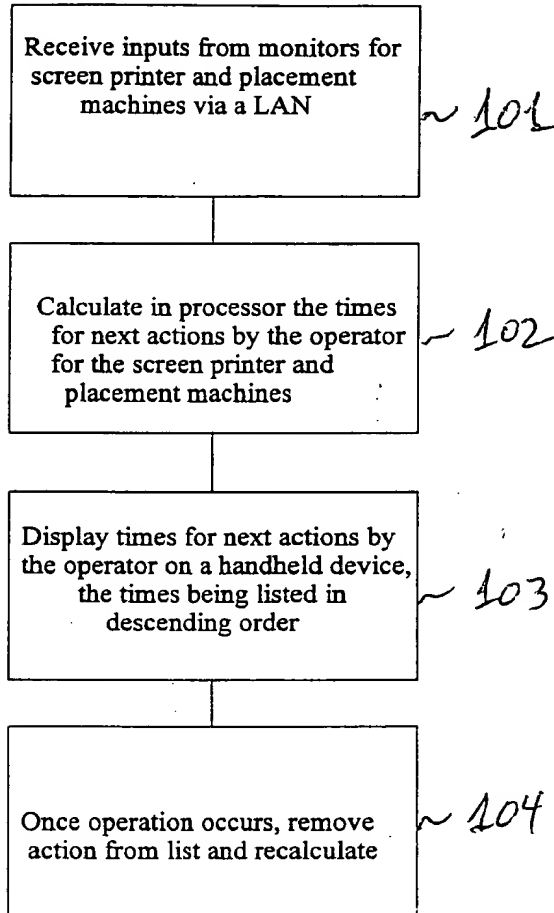 Receive inputs from monitors for
screen printer and placement
machines via a LAN
~ 101
Calculate in processor the times
for next actions by the operator
for the screen printer and
placement machines
~ 102
Display times for next actions by
the operator on a handheld device,
the times being listed in
descending order
~ 103
Once operation occurs, remove
action from list and recalculate
~ 104